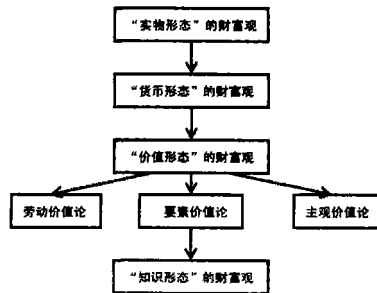 “实物形态”的财富观
“货币形态”的财富观
“价值形态”的财富观
劳动价值论
要素价值论
主观价值论
“知识形态”的财富观